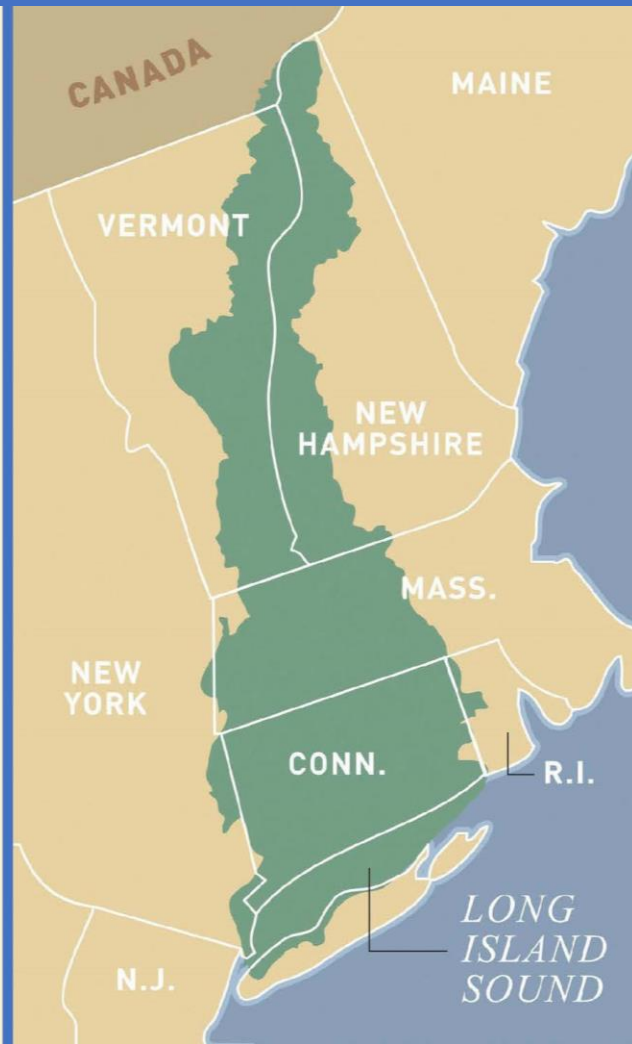 CANADA
MAINE
VERMONT
NEW
HAMPSHIRE
MASS.
NEW
YORK
CONN.
R.I.
LONG
ISLAND
SOUND
N.J.